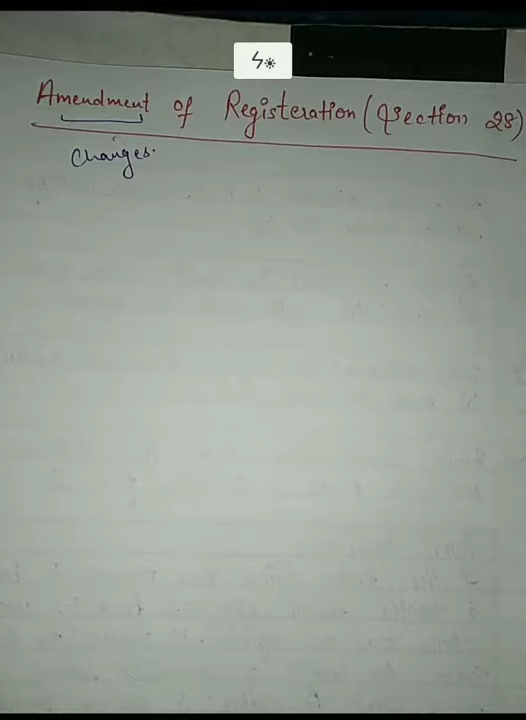 Amendment of Registeration (Section 28)
changes.